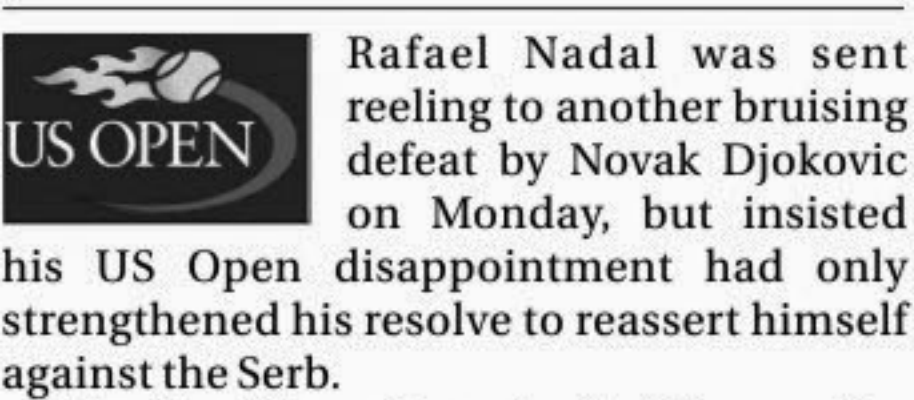 US OPEN
Rafael Nadal was sent
reeling to another bruising
defeat by Novak Djokovic
on Monday, but insisted
his US Open disappointment had only
strengthened his resolve to reassert himself
against the Serb.